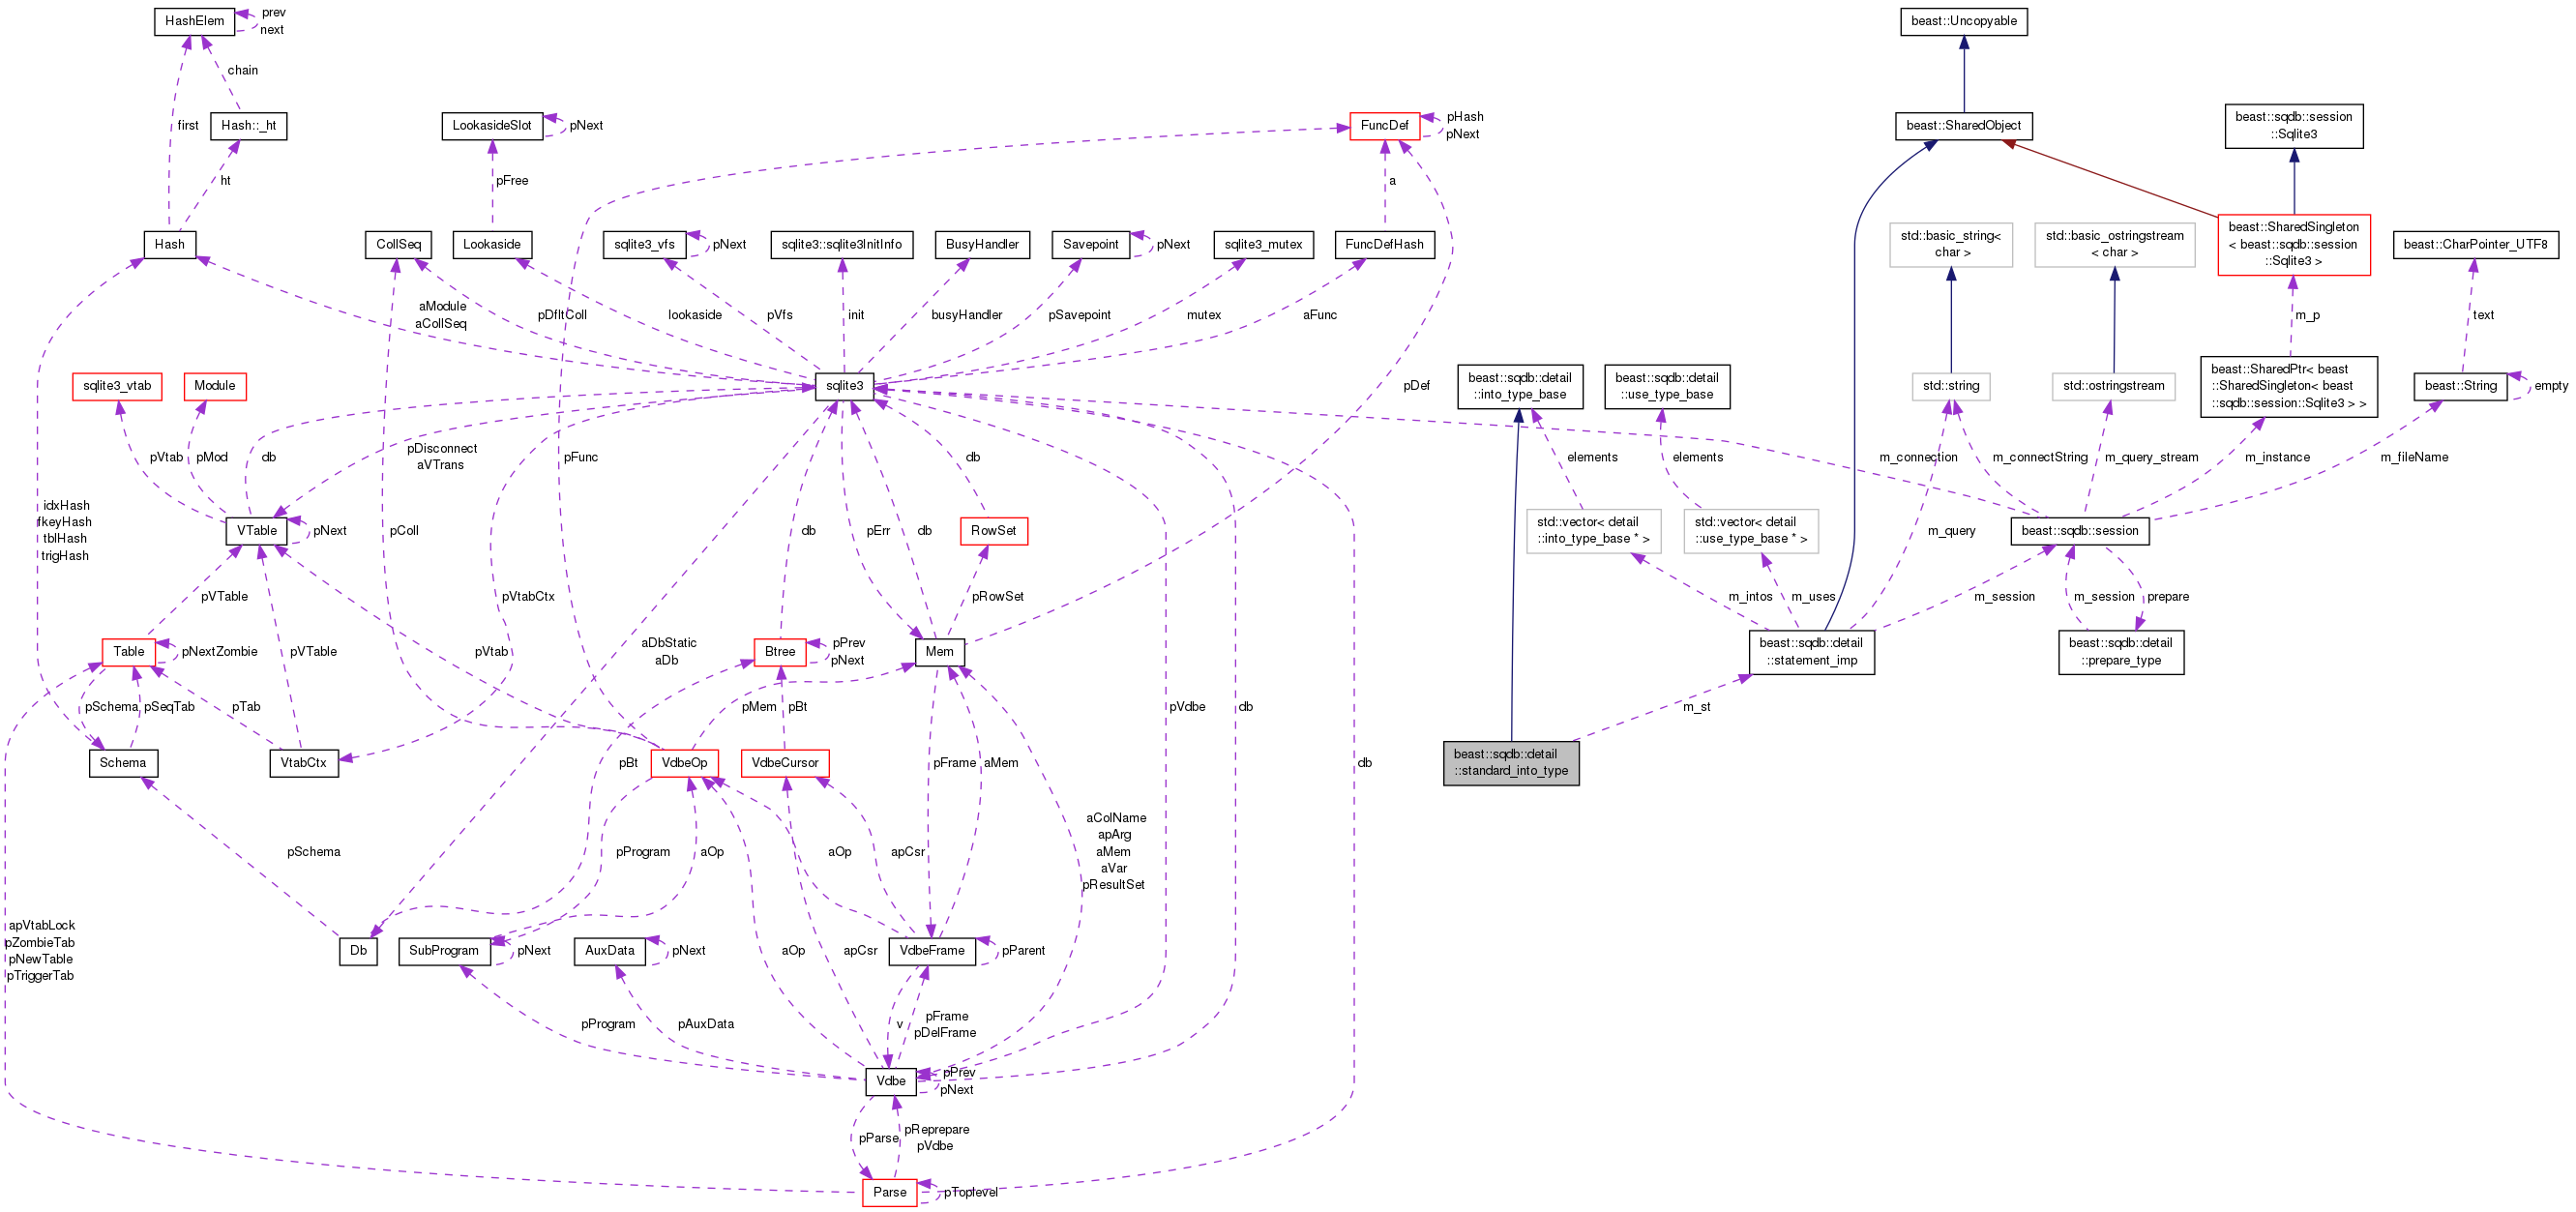 HashElem
prev
next
beast::Uncopyable
chain
first
Hash::_ht
LookasideSlot
pNext
FuncDef
pHash
pNext
beast::SharedObject
beast::sqdb::session
::Sqlite3
ht
pFree
a
Hash
CollSeq
Lookaside
sqlite3_vfs
pNext
sqlite3::sqlite3InitInfo
BusyHandler
Savepoint
pNext
sqlite3_mutex
FuncDefHash
std::basic_string<
char >
std::basic_ostringstream
< char >
beast::SharedSingleton
< beast::sqdb::session
::Sqlite3 >
beast::CharPointer_UTF8
aModule
aCollSeq
pDfltColl
lookaside
pVfs
init
busyHandler
pSavepoint
mutex
aFunc
m_p
text
sqlite3_vtab
Module
sqlite3
pDef
beast::sqdb::detail
::into_type_base
beast::sqdb::detail
::use_type_base
std::string
std::ostringstream
beast::SharedPtr< beast
::SharedSingleton< beast
::sqdb::session::Sqlite3 > >
beast::String
empty
pVtab
pMod
db
pDisconnect
aVTrans
pFunc
db
elements
elements
m_connection
m_connectString
m_query_stream
m_instance
m_fileName
idxHash
fkeyHash
tblHash
trigHash
VTable
pNext
pColl
db
pErr
db
RowSet
std::vector< detail
::into_type_base * >
std::vector< detail
::use_type_base * >
m_query
beast::sqdb::session
pVTable
pVtabCtx
pRowSet
m_intos
m_uses
m_session
m_session
prepare
Table
pNextZombie
pVTable
pVtab
aDbStatic
aDb
Btree
pPrev
pNext
Mem
beast::sqdb::detail
::statement_imp
beast::sqdb::detail
::prepare_type
pSchema
pSeqTab
pTab
pMem
pBt
pVdbe
db
m_st
Schema
VtabCtx
VdbeOp
VdbeCursor
pBt
pFrame
aMem
db
beast::sqdb::detail
::standard_into_type
pSchema
pProgram
aOp
aOp
apCsr
aColName
apArg
aMem
aVar
pResultSet
apVtabLock
pZombieTab
pNewTable
pTriggerTab
Db
SubProgram
pNext
AuxData
pNext
aOp
apCsr
VdbeFrame
pParent
pProgram
pAuxData
v
pFrame
pDelFrame
Vdbe
pPrev
pNext
pParse
pReprepare
pVdbe
Parse
pToplevel